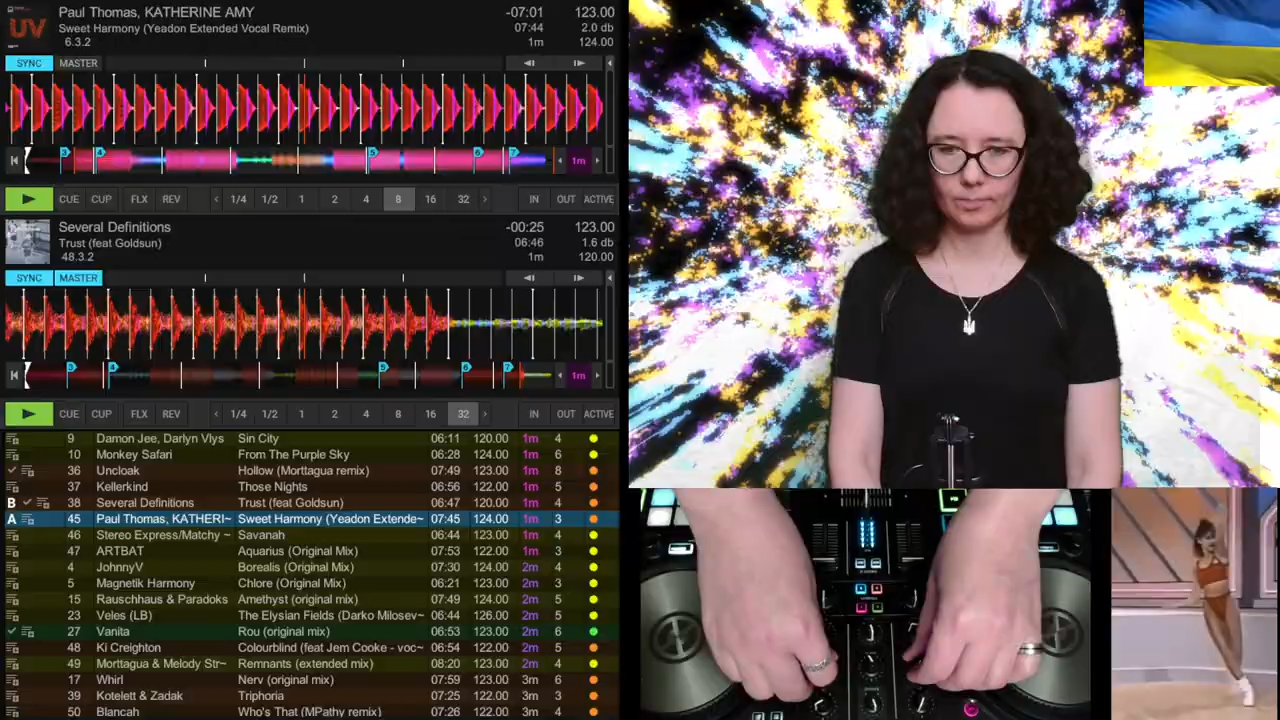 UV
Paul Thomas, KATHERINE AMY -07:01 123.00
Sweet Harmony (Yeadon Extended Vocal Remix) 07:44 2.0 db
6.3.2 1m 124.00
SYNC MASTER
3 4 5 6 7 1m
CUE CUP FLX REV < 1/4 1/2 1 2 4 8 16 32 > IN OUT ACTIVE
Several Definitions -00:25 123.00
Trust (feat Goldsun) 06:46 1.6 db
48.3.2 1m 120.00
SYNC MASTER
3 4 5 6 7 1m
CUE CUP FLX REV < 1/4 1/2 1 2 4 8 16 32 > IN OUT ACTIVE
9 Damon Jee, Darlyn Vlys Sin City 06:11 120.00 1m 4
10 Monkey Safari From The Purple Sky 06:28 124.00 1m 6
36 Uncloak Hollow (Morttagua remix) 07:49 123.00 1m 8
37 Kellerkind Those Nights 06:56 122.00 1m 5
B 38 Several Definitions Trust (feat Goldsun) 06:47 120.00 1m 4
A 45 Paul Thomas, KATHERI~ Sweet Harmony (Yeadon Extende~ 07:45 124.00 1m 3
46 Stereo Express/Matchy ~ Savanah 06:44 123.00 1m 4
47 ARTBAT Aquarius (Original Mix) 07:53 122.00 1m 3
4 JohnnyV Borealis (Original Mix) 07:30 124.00 2m 4
5 Magnetik Harmony Chlore (Original Mix) 06:21 123.00 2m 3
15 Rauschhaus & Paradoks Amethyst (original mix) 07:49 124.00 2m 5
23 Veles (LB) The Elysian Fields (Darko Milosev~ 06:44 126.00 2m 5
27 Vanita Rou (original mix) 06:53 123.00 2m 6
48 Ki Creighton Colourblind (feat Jem Cooke - voc~ 06:54 122.00 2m 5
49 Morttagua & Melody Str~ Remnants (extended mix) 08:20 123.00 2m 4
17 Whirl Nerv (original mix) 07:59 123.00 3m 6
39 Kotelett & Zadak Triphoria 07:25 122.00 3m 4
50 Blancah Who's That (MPathy remix) 07:26 123.00 3m 4